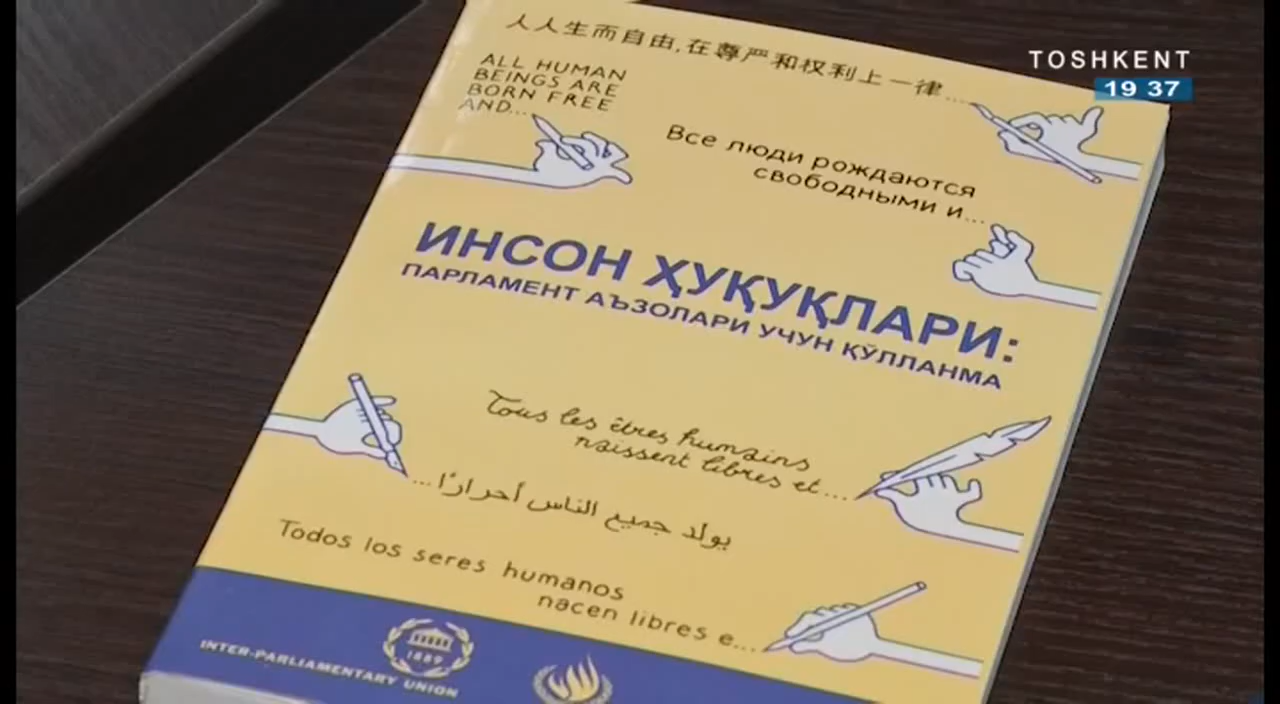 人人生而自由,在尊严和权利上一律...
TOSHKENT
19 37
ALL HUMAN
BEINGS ARE
BORN FREE
AND...
Все люди рождаются
свободными и...
ИНСОН ҲУҚУҚЛАРИ:
ПАРЛАМЕНТ АЪЗОЛАРИ УЧУН ҚЎЛЛАНМА
Tous les êtres humains
naissent libres et...
يولد جميع الناس أحرارًا...
Todos los seres humanos
nacen libres e...
1889
INTER-PARLIAMENTARY UNION